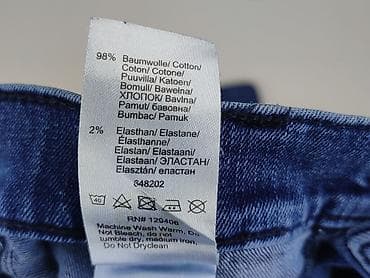 98% Baumwolle/ Cotton/
Coton/ Cotone/
Puuvilla/ Katoen/
Bomull/ Bawełna/
ХЛОПОК/ Bavlna/
Pamut/ бавовна/
Bumbac/ Pamuk
2% Elasthan/ Elastane/
Élasthanne/
Elastan/ Elastaani/
Elastaan/ ЭЛАСТАН/
Elasztán/ еластан
848202
40
RN# 129406
Machine Wash Warm, Do
Not Bleach, do not
tumble dry, medium iron,
Do Not Dryclean